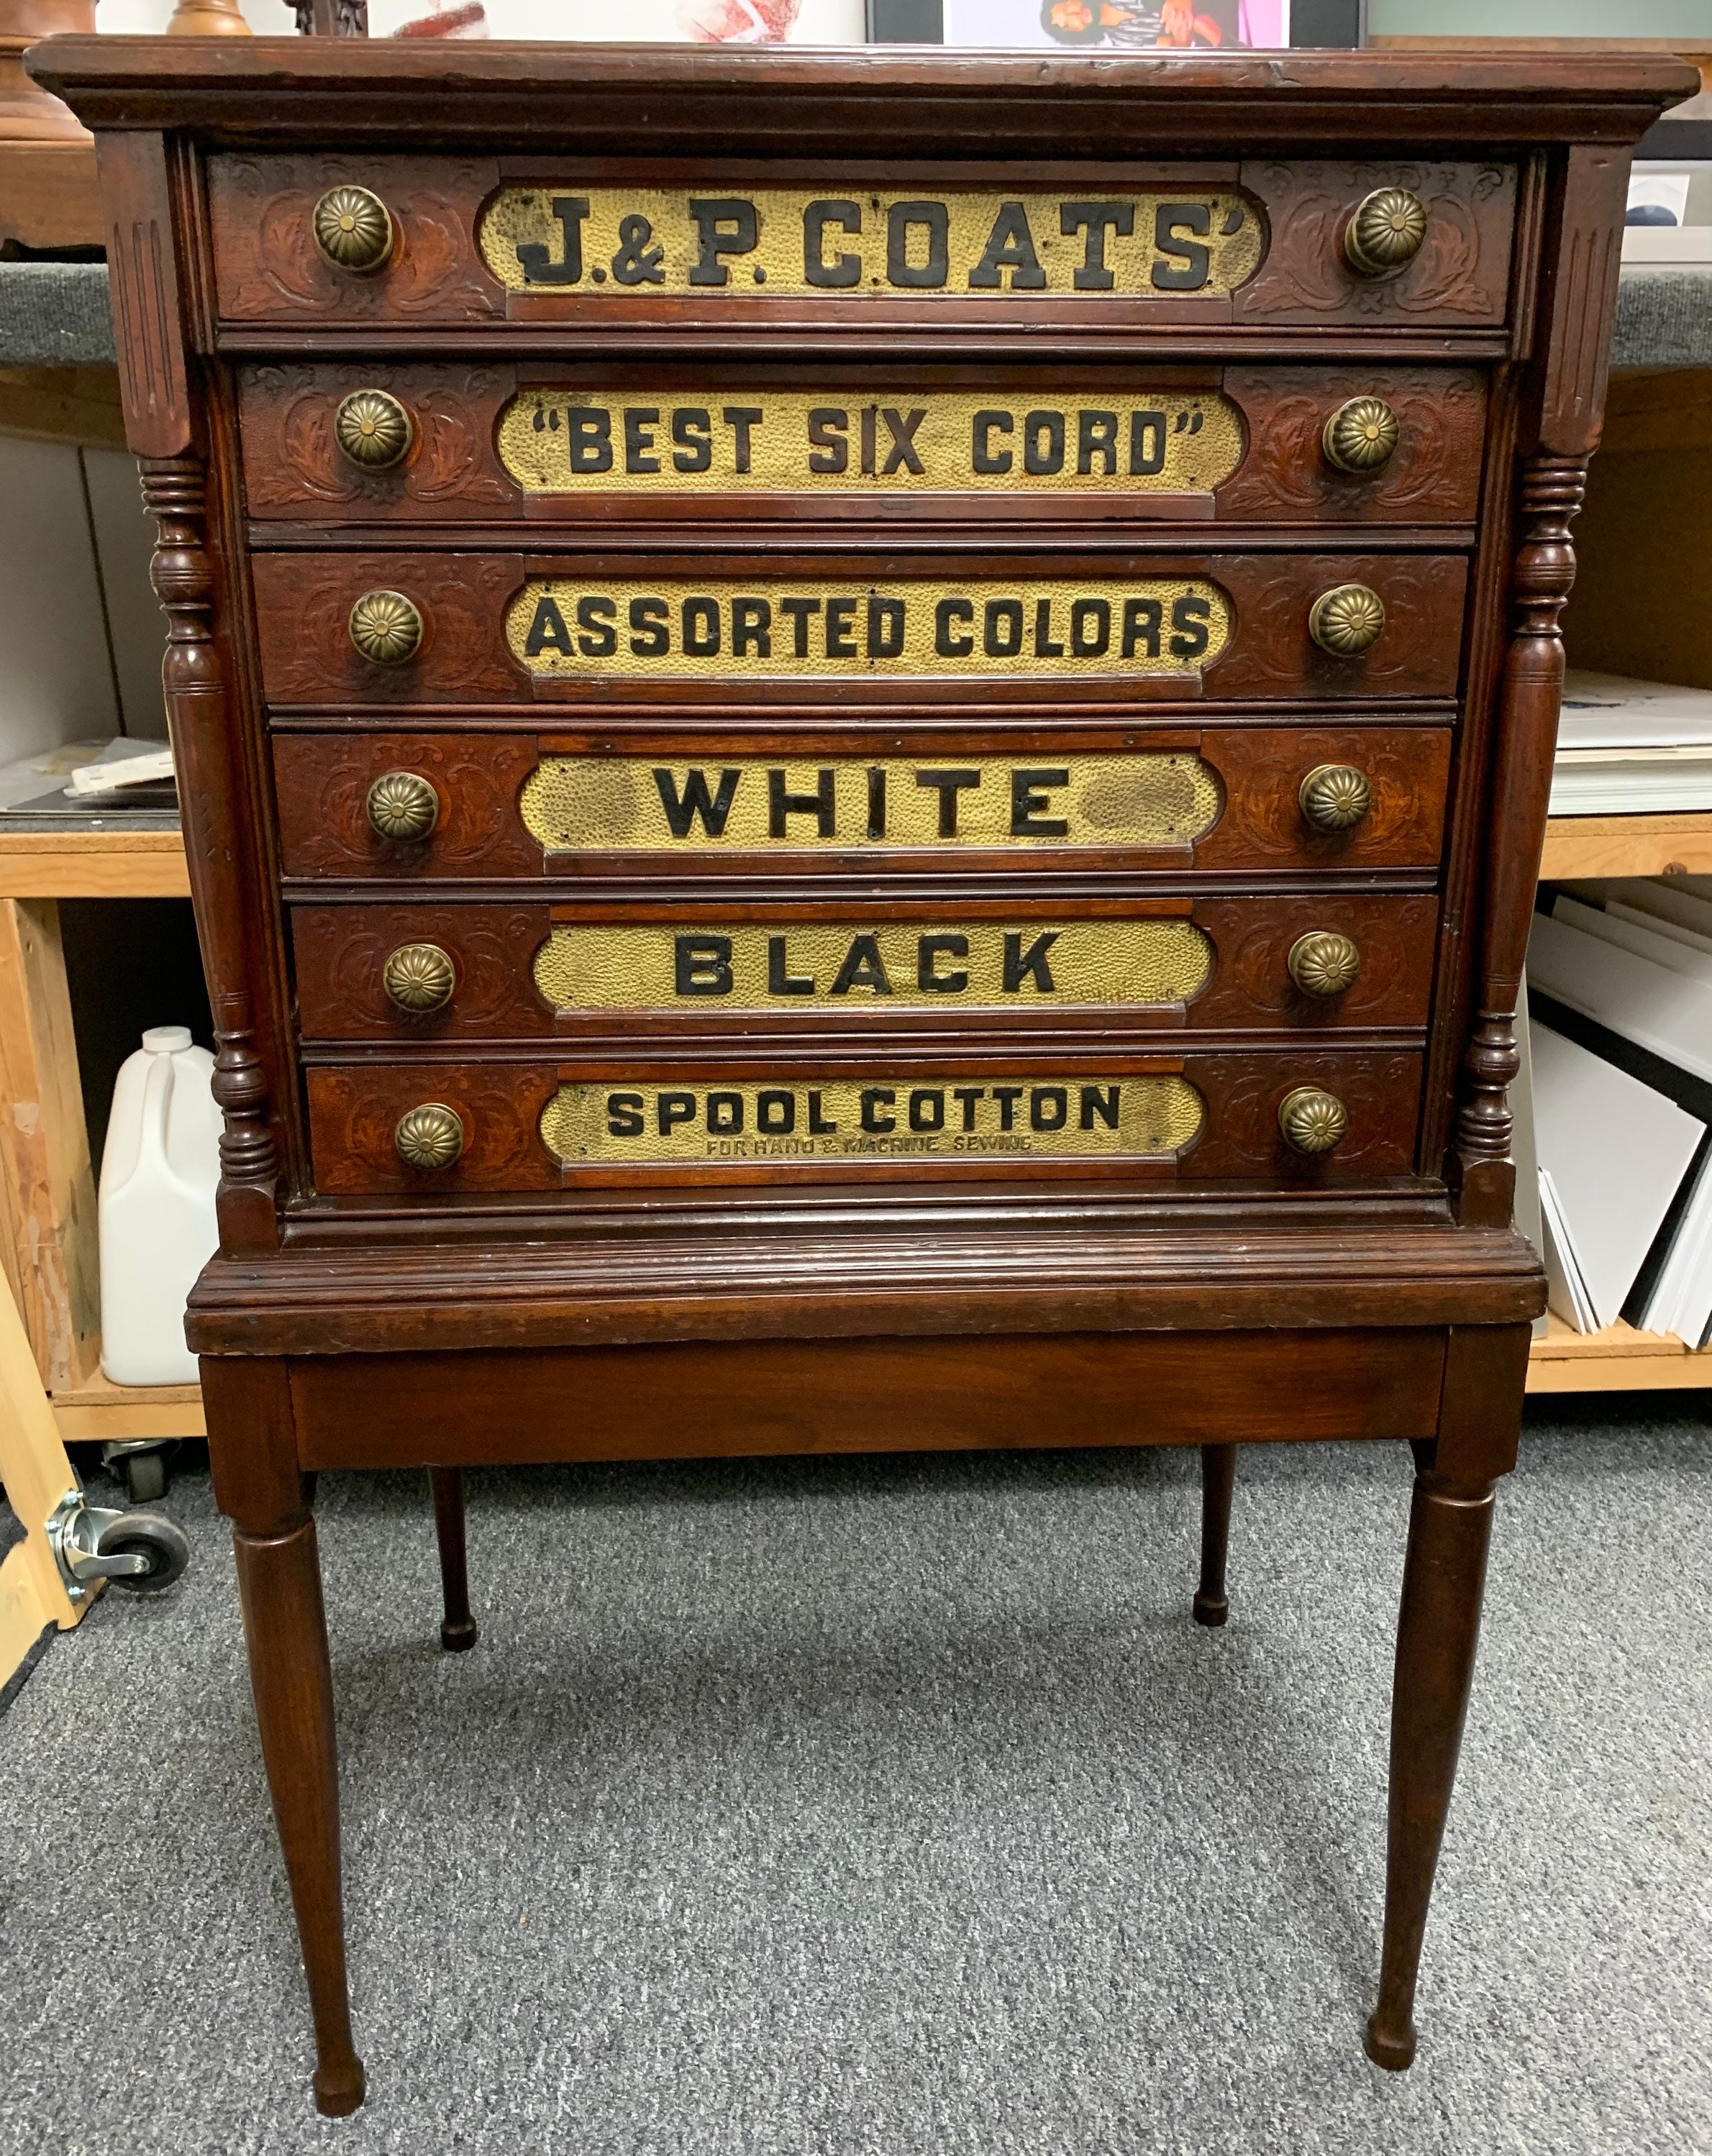 J. & P. COATS'
“BEST SIX CORD”
ASSORTED COLORS
WHITE
BLACK
SPOOL COTTON
FOR HAND & MACHINE SEWING